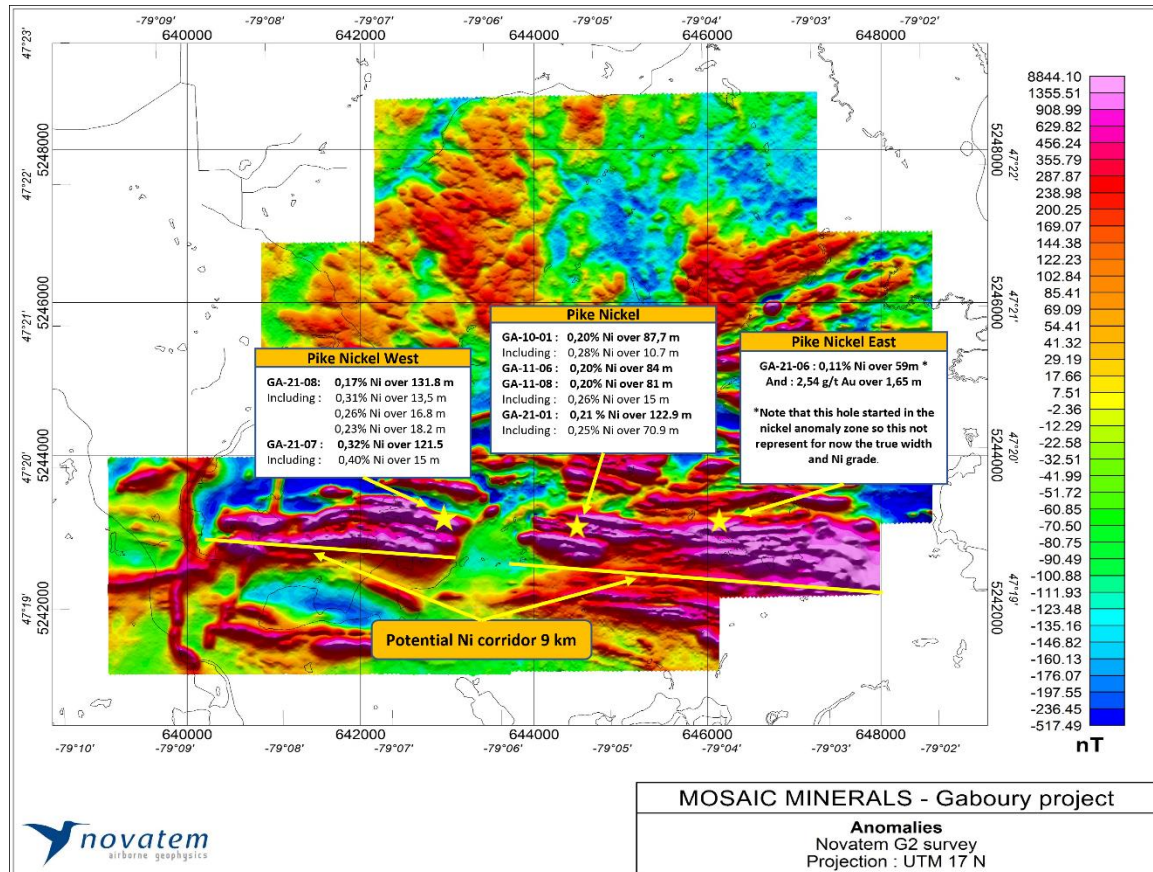 -79°10' -79°09' -79°08' -79°07' -79°06' -79°05' -79°04' -79°03' -79°02'
640000 642000 644000 646000 648000
47°23'
5248000 5248000
47°22' 47°22'
5246000 5246000
47°21' 47°21'
5244000 5244000
47°20' 47°20'
5242000 5242000
47°19' 47°19'
Pike Nickel West
GA-21-08: 0,17% Ni over 131.8 m
Including : 0,31% Ni over 13,5 m
0,26% Ni over 16.8 m
0,23% Ni over 18.2 m
GA-21-07: 0,32% Ni over 121.5
Including : 0,40% Ni over 15 m
Pike Nickel
GA-10-01 : 0,20% Ni over 87,7 m
Including : 0,28% Ni over 10.7 m
GA-11-06 : 0,20% Ni over 84 m
GA-11-08 : 0,20% Ni over 81 m
Including : 0,26% Ni over 15 m
GA-21-01 : 0,21 % Ni over 122.9 m
Including : 0,25% Ni over 70.9 m
Pike Nickel East
GA-21-06 : 0,11% Ni over 59m *
And : 2,54 g/t Au over 1,65 m
*Note that this hole started in the
nickel anomaly zone so this not
represent for now the true width
and Ni grade.
Potential Ni corridor 9 km
640000 642000 644000 646000 648000
-79°10' -79°09' -79°08' -79°07' -79°06' -79°05' -79°04' -79°03' -79°02'
8844.10
1355.51
908.99
629.82
456.24
355.79
287.87
238.98
200.25
169.07
144.38
122.23
102.84
85.41
69.09
54.41
41.32
29.19
17.66
7.51
-2.36
-12.29
-22.58
-32.51
-41.99
-51.63
-61.72
-70.50
-80.75
-90.49
-100.88
-111.93
-123.48
-135.16
-146.82
-160.13
-176.07
-197.55
-236.45
-517.49
nT
novatem
airborne geophysics
MOSAIC MINERALS - Gaboury project
Anomalies
Novatem G2 survey
Projection : UTM 17 N